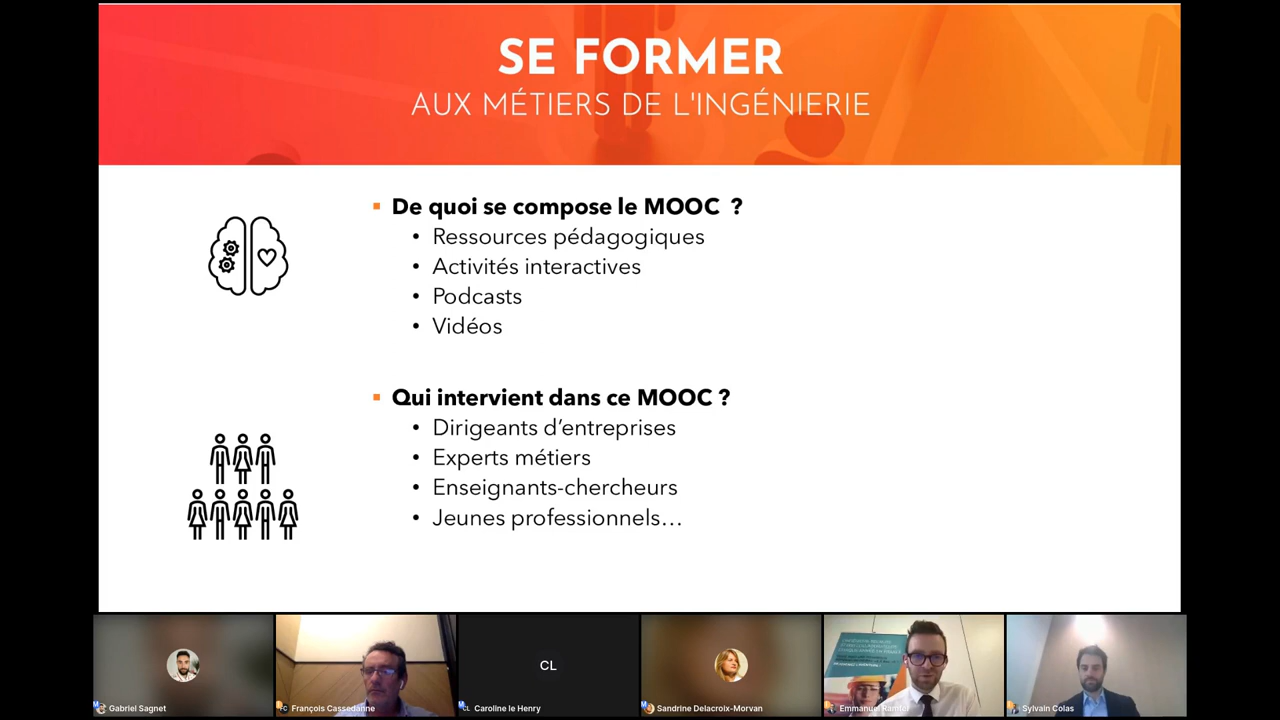 SE FORMER
AUX MÉTIERS DE L'INGÉNIERIE
De quoi se compose le MOOC ?
Ressources pédagogiques
Activités interactives
Podcasts
Vidéos
Qui intervient dans ce MOOC ?
Dirigeants d’entreprises
Experts métiers
Enseignants-chercheurs
Jeunes professionnels…
CL
Gabriel Sagnet
François Cassedanne
Caroline le Henry
Sandrine Delacroix-Morvan
Emmanuel
Sylvain Colas